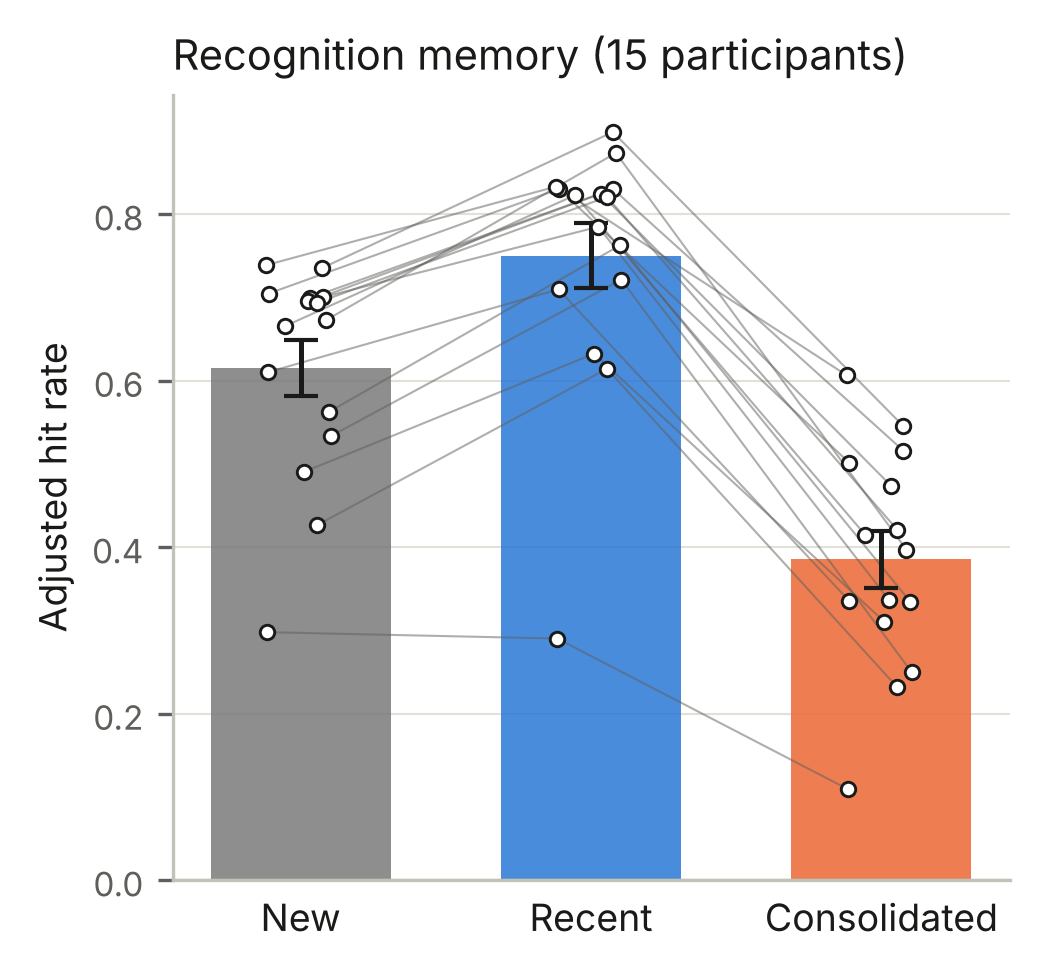 Recognition memory (15 participants)
Adjusted hit rate
0.8
0.6
0.4
0.2
0.0
New
Recent
Consolidated